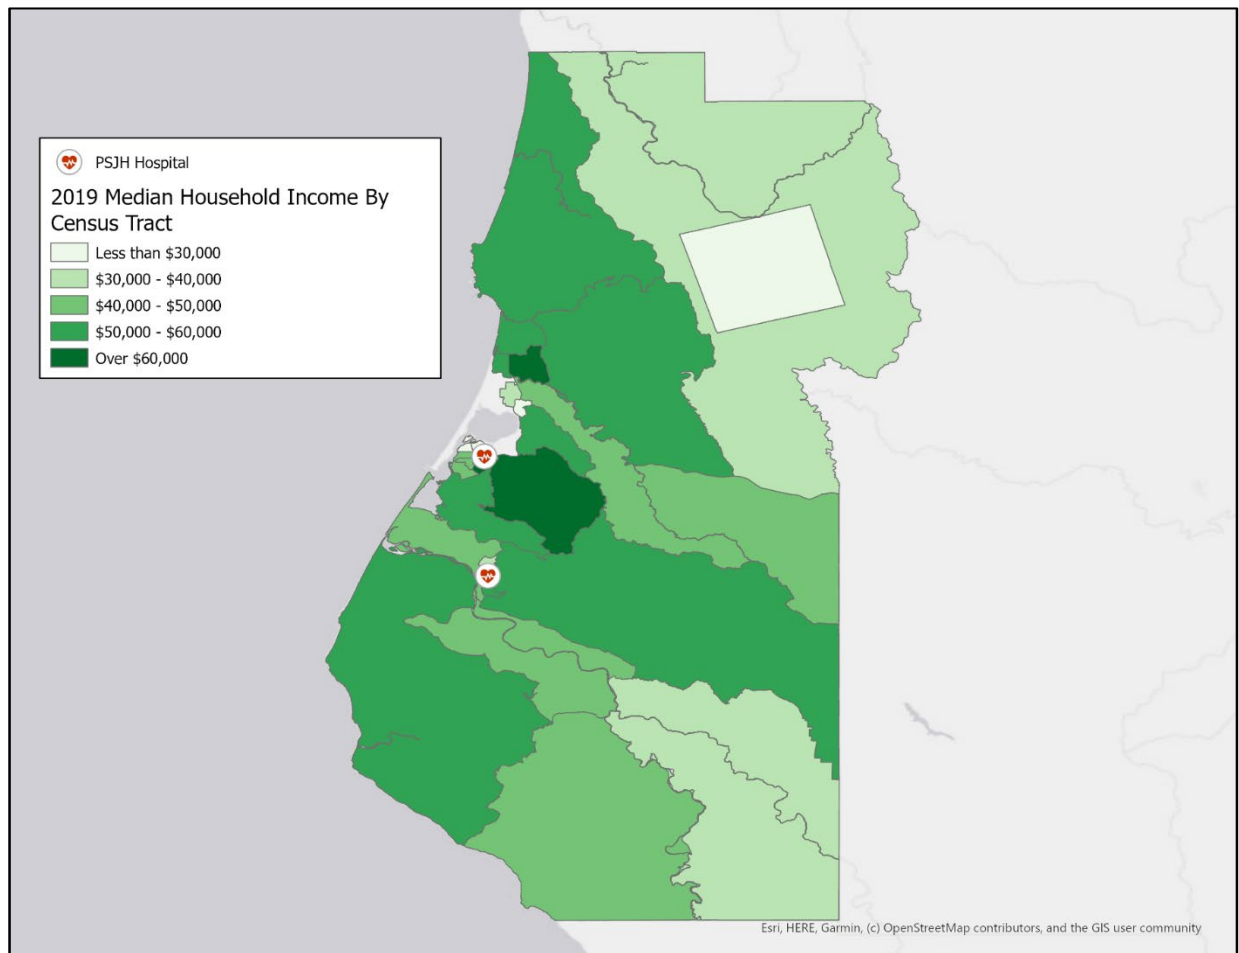 PSJH Hospital
2019 Median Household Income By
Census Tract
Less than $30,000
$30,000 - $40,000
$40,000 - $50,000
$50,000 - $60,000
Over $60,000
Esri, HERE, Garmin, (c) OpenStreetMap contributors, and the GIS user community